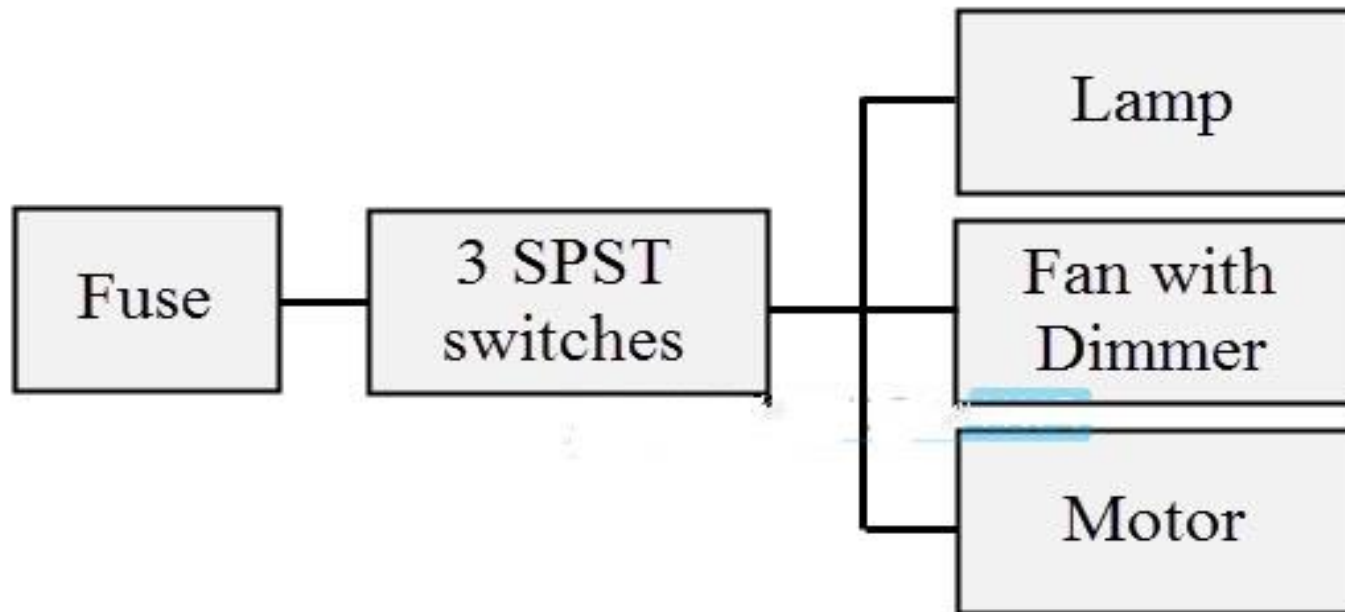 Lamp
Fuse
3 SPST
switches
Fan with
Dimmer
Motor